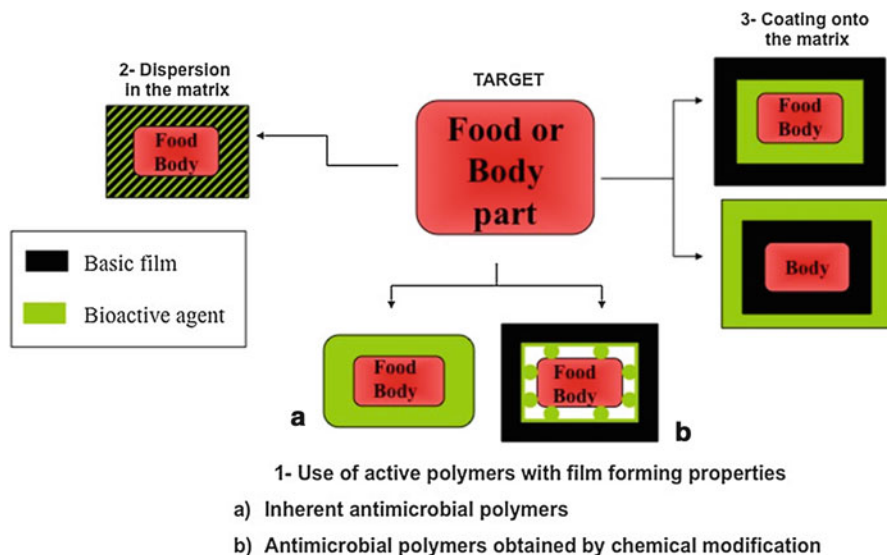 3- Coating onto
the matrix
2- Dispersion
in the matrix
TARGET
Food or
Body
part
Food
Body
Food
Body
Body
Basic film
Bioactive agent
Food
Body
Food
Body
a
b
1- Use of active polymers with film forming properties
a) Inherent antimicrobial polymers
b) Antimicrobial polymers obtained by chemical modification